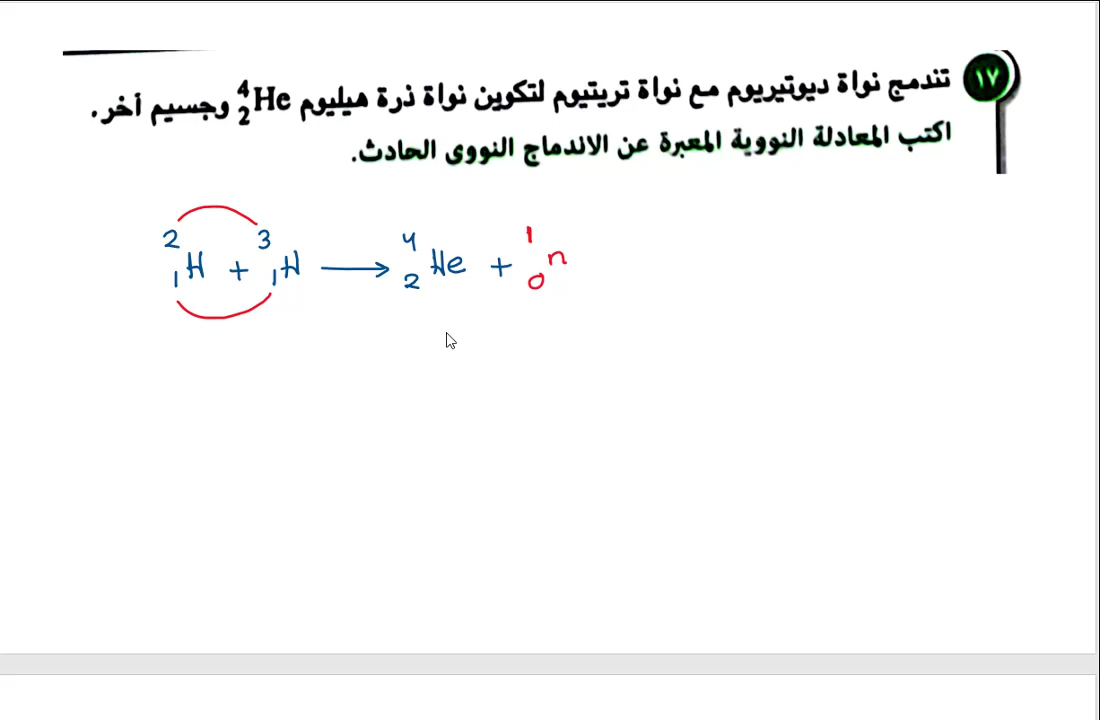 ١٧ تندمج نواة ديوتيريوم مع نواة تريتيوم لتكوين نواة ذرة هيليوم ⁴₂He وجسيم آخر.
اكتب المعادلة النووية المعبرة عن الاندماج النووى الحادث.
²₁H + ³₁H ⟶ ⁴₂He + ¹₀n